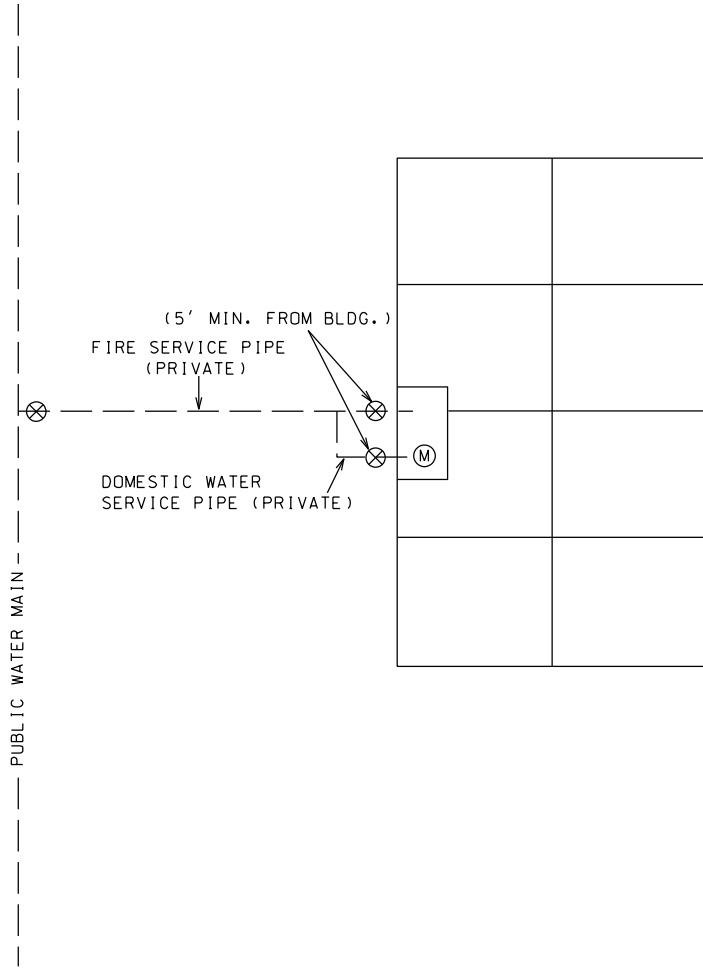 (5' MIN. FROM BLDG.)
FIRE SERVICE PIPE
(PRIVATE)
M
DOMESTIC WATER
SERVICE PIPE (PRIVATE)
PUBLIC WATER MAIN